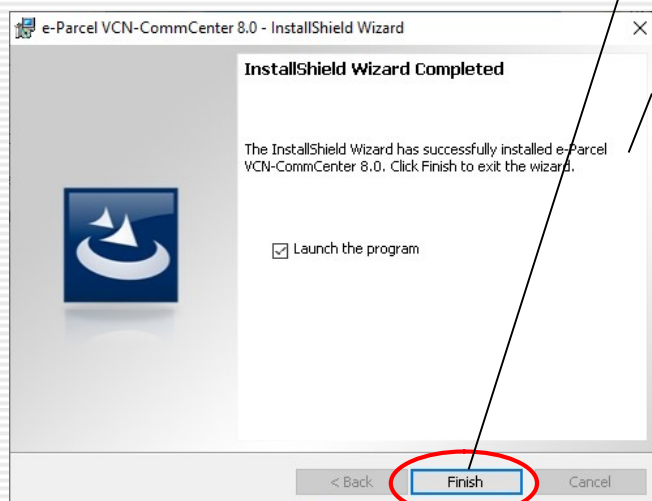 e-Parcel VCN-CommCenter 8.0 - InstallShield Wizard
InstallShield Wizard Completed
The InstallShield Wizard has successfully installed e-Parcel
VCN-CommCenter 8.0. Click Finish to exit the wizard.
Launch the program
< Back
Finish
Cancel